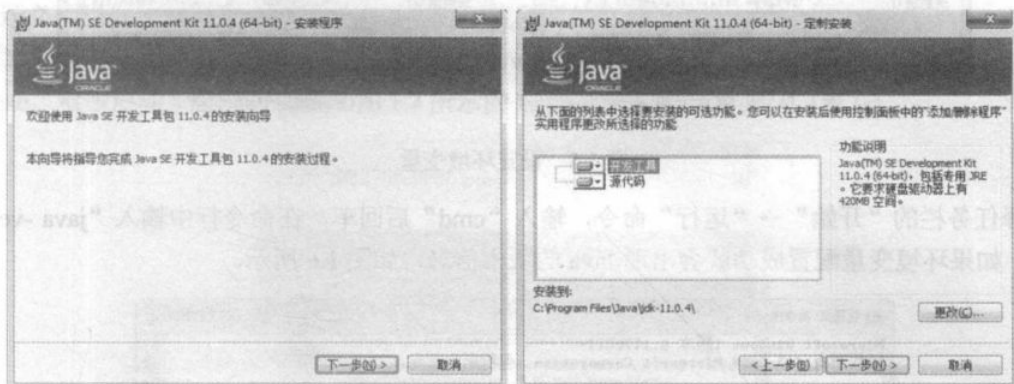 Java(TM) SE Development Kit 11.0.4 (64-bit) - 安装程序
Java
ORACLE
欢迎使用 Java SE 开发工具包 11.0.4的安装向导
本向导将指导您完成 Java SE 开发工具包 11.0.4的安装过程。
下一步(N) >
取消
Java(TM) SE Development Kit 11.0.4 (64-bit) - 定制安装
Java
ORACLE
从下面的列表中选择要安装的可选功能。您可以在安装后使用控制面板中的“添加/删除程序”
实用程序更改所选择的功能
开发工具
源代码
功能说明
Java(TM) SE Development Kit
11.0.4 (64-bit)，包括专用 JRE
。它要求硬盘驱动器上有
420MB 空间。
安装到:
C:\Program Files\Java\jdk-11.0.4\
更改(C)...
<上一步(B)
下一步(N) >
取消